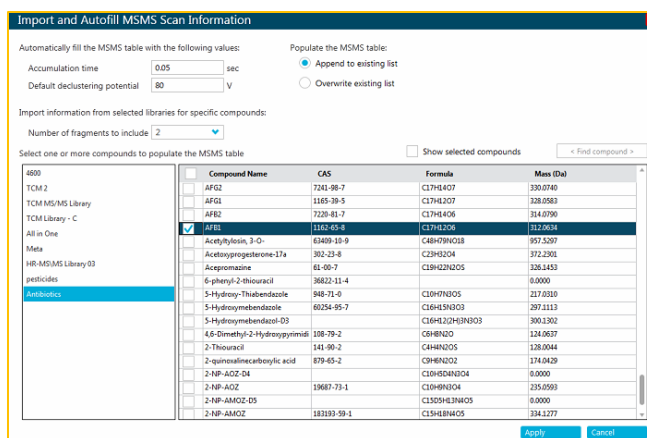 Import and Autofill MSMS Scan Information
Automatically fill the MSMS table with the following values:
Populate the MSMS table:
Accumulation time 0.05 sec
Append to existing list
Default declustering potential 80 V
Overwrite existing list
Import information from selected libraries for specific compounds:
Number of fragments to include 2
Select one or more compounds to populate the MSMS table
Show selected compounds
< Find compound >
4600
TCM 2
TCM MS/MS Library
TCM Library - C
All in One
Meta
HR-MS\MS Library 03
pesticides
Antibiotics
Compound Name CAS Formula Mass (Da)
AFG2 7241-98-7 C17H14O7 330.0740
AFG1 1165-39-5 C17H12O7 328.0583
AFB2 7220-81-7 C17H14O6 314.0790
AFB1 1162-65-8 C17H12O6 312.0634
Acetyltylosin, 3-O- 63409-10-9 C48H79NO18 957.5297
Acetoxyprogesterone-17a 302-23-8 C23H32O4 372.2301
Acepromazine 61-00-7 C19H22N2OS 326.1453
6-phenyl-2-thiouracil 36822-11-4 0.0000
5-Hydroxy-Thiabendazole 948-71-0 C10H7N3OS 217.0310
5-Hydroxymebendazole 60254-95-7 C16H15N3O3 297.1113
5-Hydroxymebendazol-D3 C16H12(2H)3N3O3 300.1302
4,6-Dimethyl-2-Hydroxypyrimidi 108-79-2 C6H8N2O 124.0637
2-Thiouracil 141-90-2 C4H4N2OS 128.0044
2-quinoxalinecarboxylic acid 879-65-2 C9H6N2O2 174.0429
2-NP-AOZ-D4 C10H5D4N3O4 0.0000
2-NP-AOZ 19687-73-1 C10H9N3O4 235.0593
2-NP-AMOZ-D5 C15D5H13N4O5 0.0000
2-NP-AMOZ 183193-59-1 C15H18N4O5 334.1277
Apply
Cancel